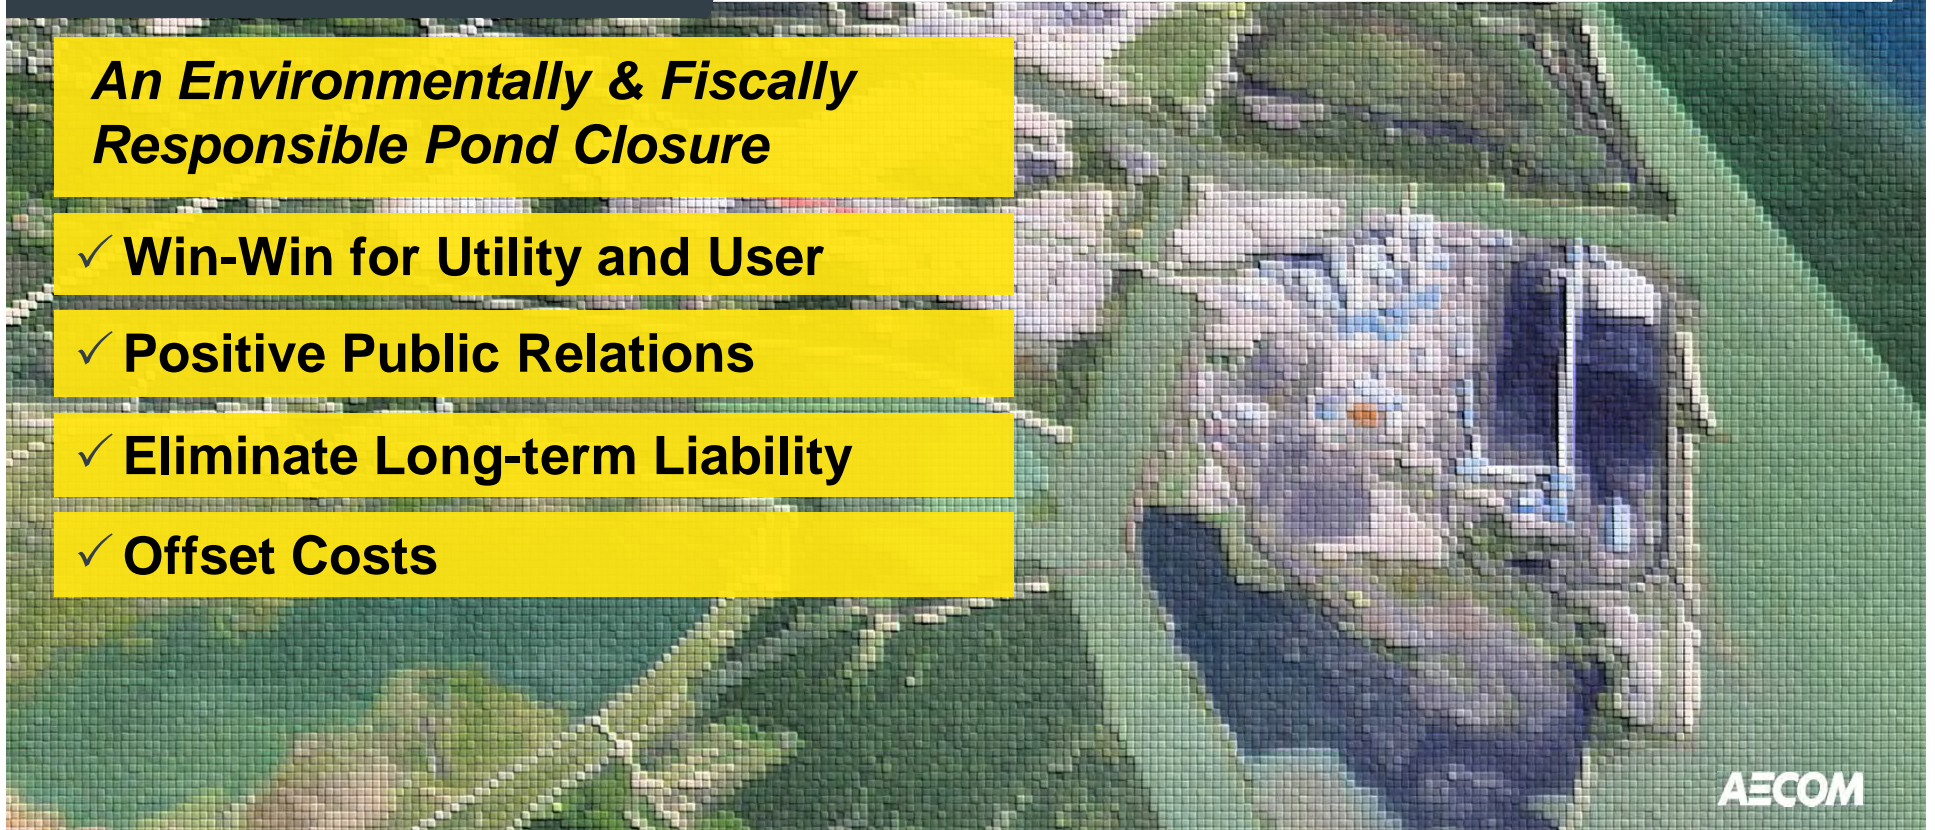 An Environmentally & Fiscally
Responsible Pond Closure
✓ Win-Win for Utility and User
✓ Positive Public Relations
✓ Eliminate Long-term Liability
✓ Offset Costs
AECOM